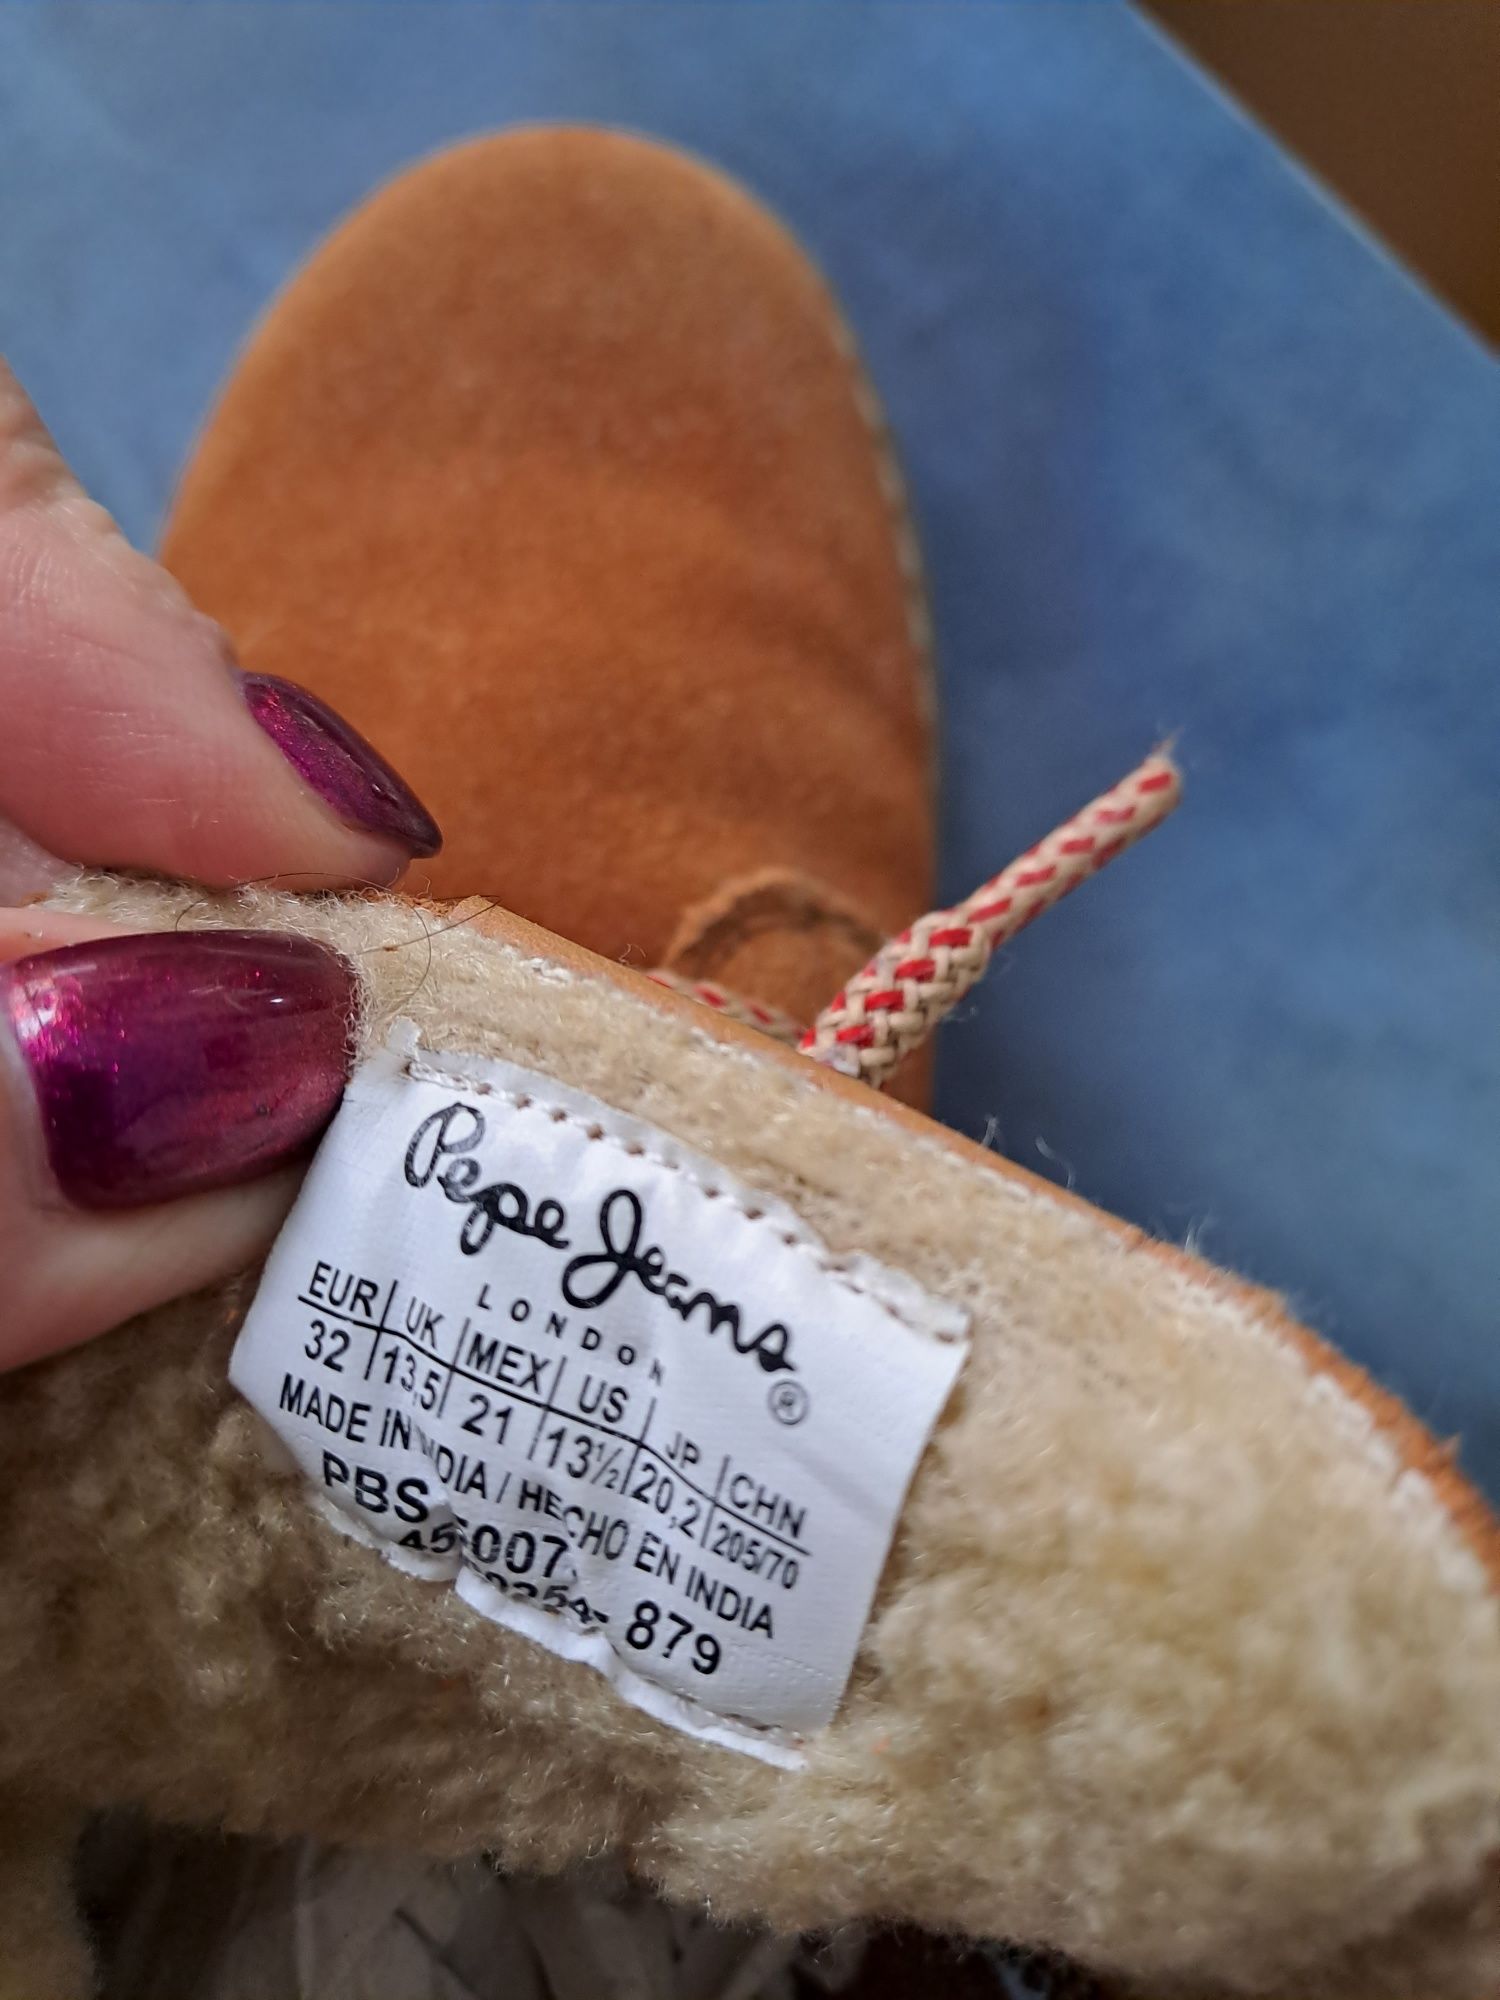 Pepe Jeans®
LONDON
EUR | UK | MEX | US | JP | CHN
32 | 13,5 | 21 | 13½ | 20,2 | 205/70
MADE IN INDIA / HECHO EN INDIA
PBS 879